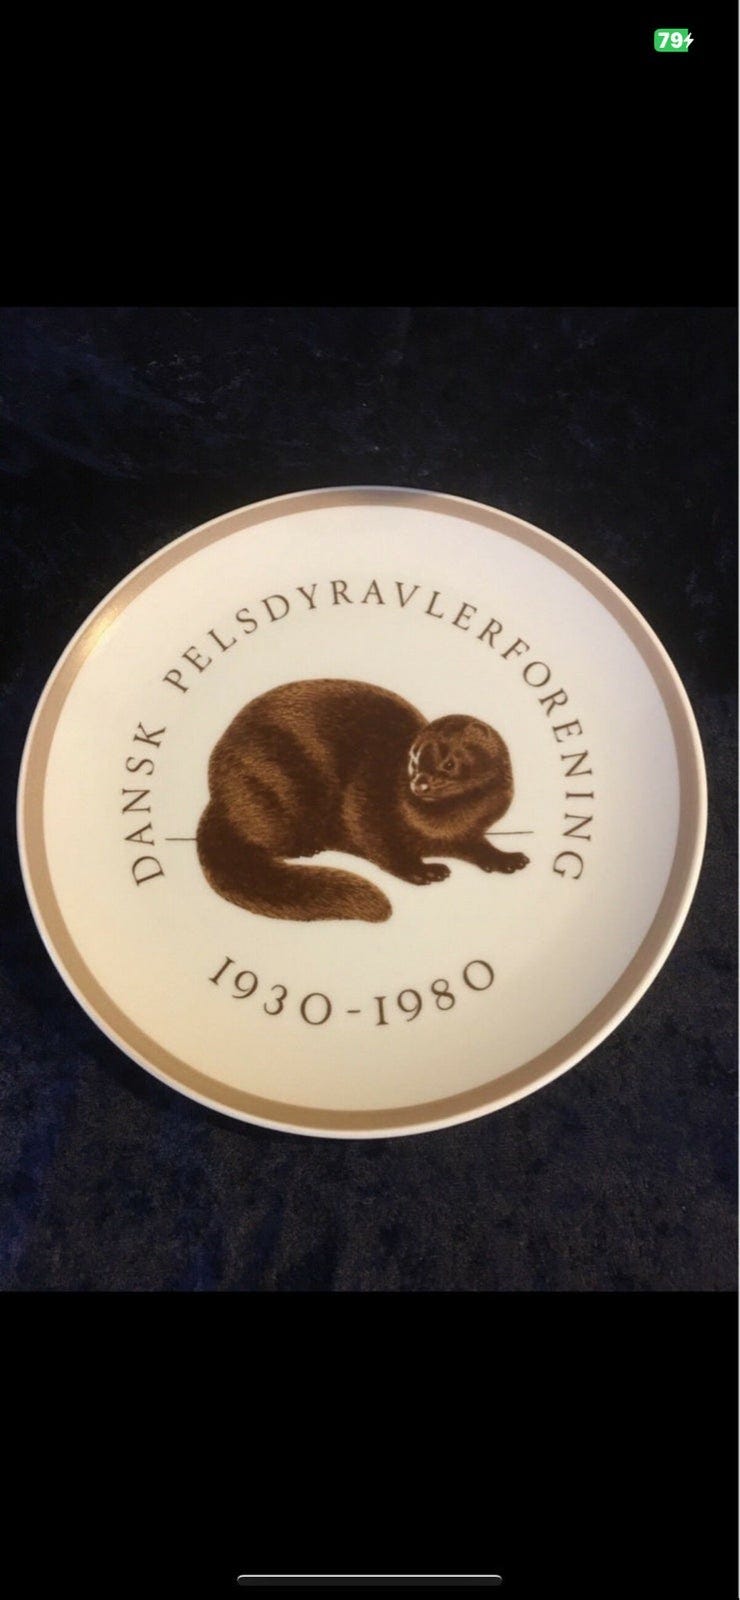 79
DANSK PELSDYRAVLERFORENING
1930-1980